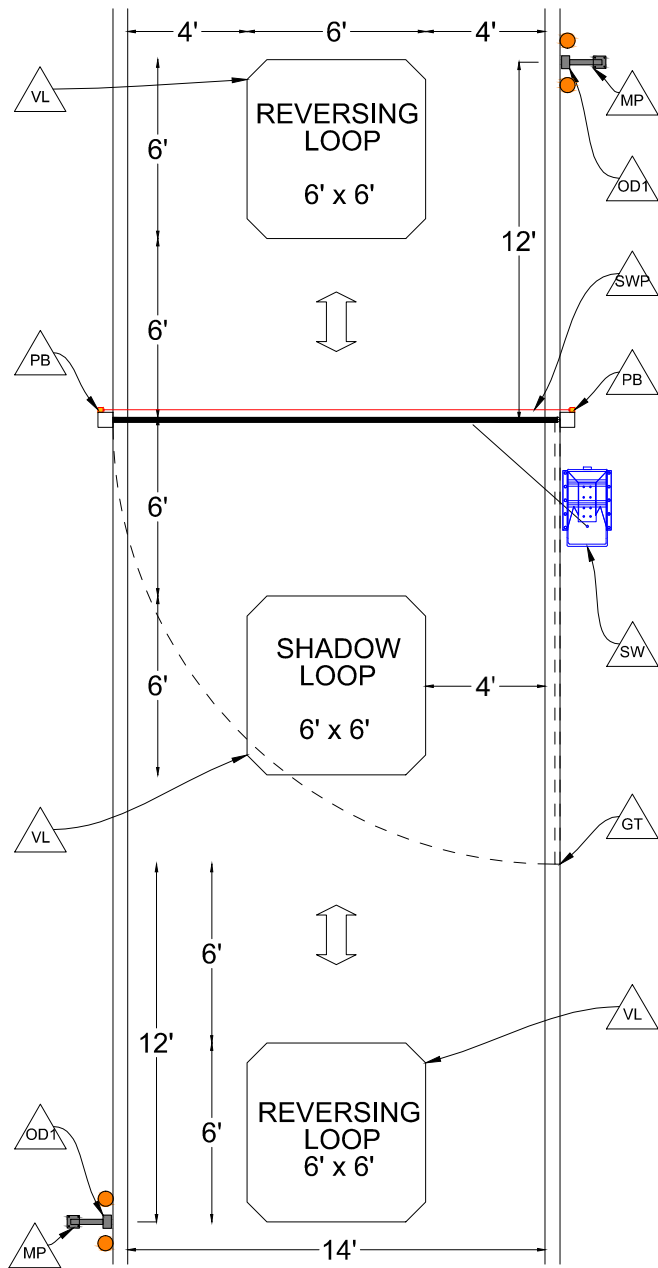 4' 6' 4'
VL
MP
REVERSING
LOOP
6' x 6'
6'
OD1
12'
SWP
6'
PB
PB
6'
SW
SHADOW
LOOP
6' x 6'
6'
4'
VL
GT
6'
VL
12'
REVERSING
LOOP
6' x 6'
6'
OD1
MP
14'